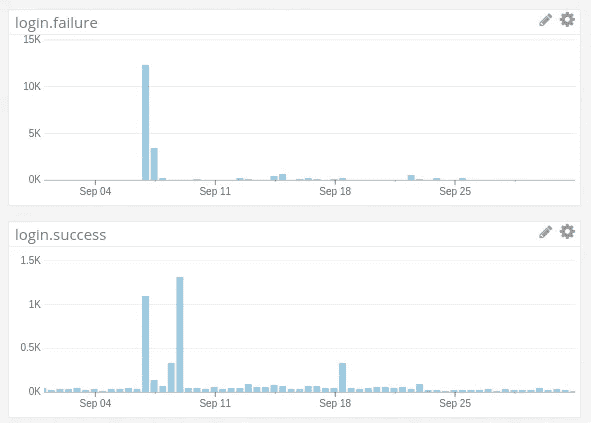 login.failure
15K
10K
5K
0K
Sep 04 Sep 11 Sep 18 Sep 25
login.success
1.5K
1K
0.5K
0K
Sep 04 Sep 11 Sep 18 Sep 25